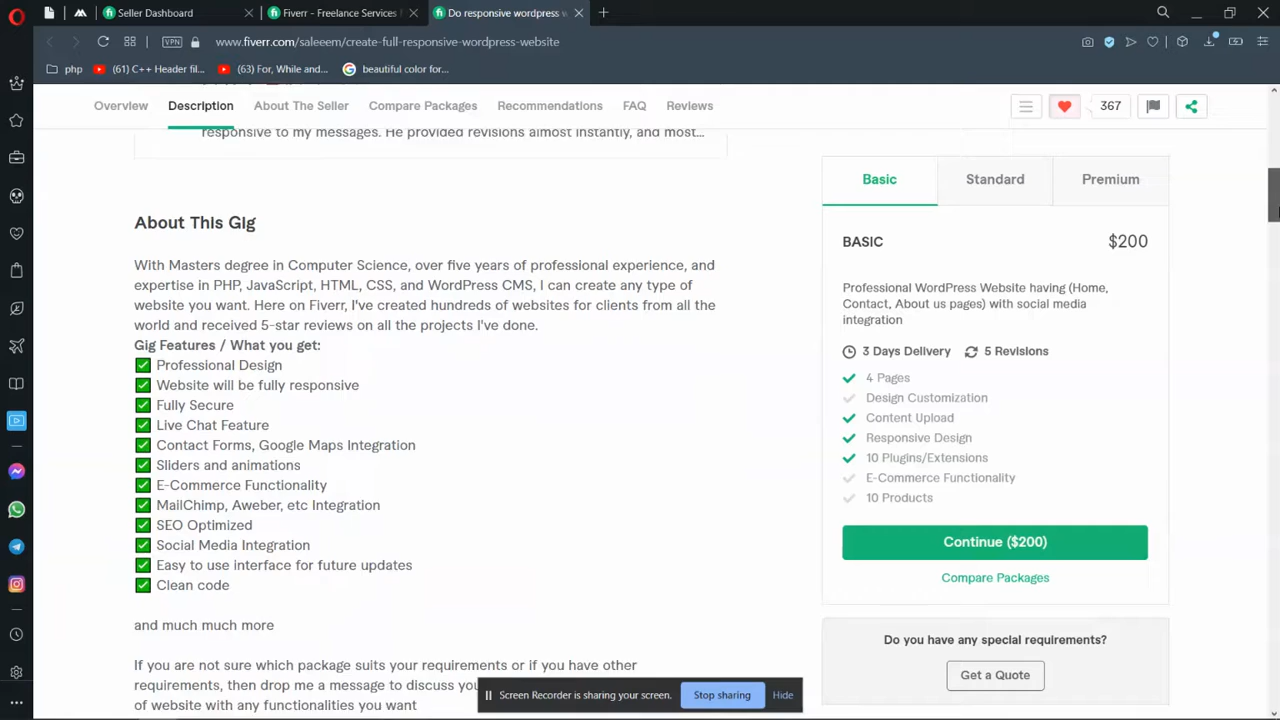 Seller Dashboard
Fiverr - Freelance Services
Do responsive wordpress w
VPN
www.fiverr.com/saleeem/create-full-responsive-wordpress-website
php
(61) C++ Header fil...
(63) For, While and...
beautiful color for...
Overview
Description
About The Seller
Compare Packages
Recommendations
FAQ
Reviews
367
responsive to my messages. He provided revisions almost instantly, and most...
About This Gig
With Masters degree in Computer Science, over five years of professional experience, and
expertise in PHP, JavaScript, HTML, CSS, and WordPress CMS, I can create any type of
website you want. Here on Fiverr, I've created hundreds of websites for clients from all the
world and received 5-star reviews on all the projects I've done.
Gig Features / What you get:
✅ Professional Design
✅ Website will be fully responsive
✅ Fully Secure
✅ Live Chat Feature
✅ Contact Forms, Google Maps Integration
✅ Sliders and animations
✅ E-Commerce Functionality
✅ MailChimp, Aweber, etc Integration
✅ SEO Optimized
✅ Social Media Integration
✅ Easy to use interface for future updates
✅ Clean code
and much much more
If you are not sure which package suits your requirements or if you have other
requirements, then drop me a message to discuss
of website with any functionalities you want
Basic
Standard
Premium
BASIC
$200
Professional WordPress Website having (Home,
Contact, About us pages) with social media
integration
3 Days Delivery
5 Revisions
4 Pages
Design Customization
Content Upload
Responsive Design
10 Plugins/Extensions
E-Commerce Functionality
10 Products
Continue ($200)
Compare Packages
Do you have any special requirements?
Get a Quote
Screen Recorder is sharing your screen.
Stop sharing
Hide